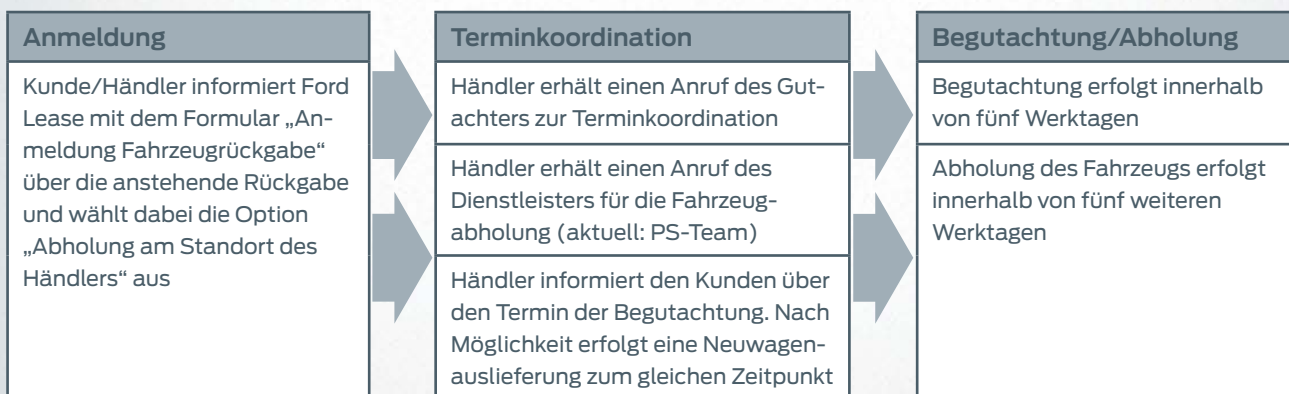 Anmeldung
Kunde/Händler informiert Ford
Lease mit dem Formular „An-
meldung Fahrzeugrückgabe“
über die anstehende Rückgabe
und wählt dabei die Option
„Abholung am Standort des
Händlers“ aus
Terminkoordination
Händler erhält einen Anruf des Gut-
achters zur Terminkoordination
Händler erhält einen Anruf des
Dienstleisters für die Fahrzeug-
abholung (aktuell: PS-Team)
Händler informiert den Kunden über
den Termin der Begutachtung. Nach
Möglichkeit erfolgt eine Neuwagen-
auslieferung zum gleichen Zeitpunkt
Begutachtung/Abholung
Begutachtung erfolgt innerhalb
von fünf Werktagen
Abholung des Fahrzeugs erfolgt
innerhalb von fünf weiteren
Werktagen